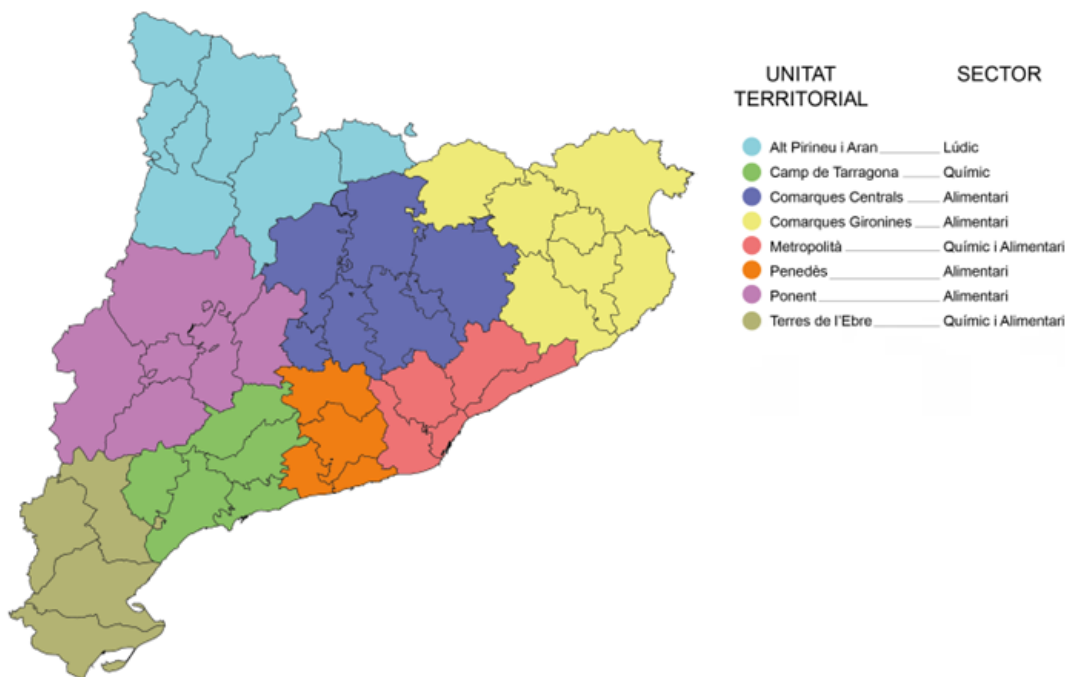 UNITAT TERRITORIAL SECTOR
Alt Pirineu i Aran Lúdic
Camp de Tarragona Químic
Comarques Centrals Alimentari
Comarques Gironines Alimentari
Metropolità Químic i Alimentari
Penedès Alimentari
Ponent Alimentari
Terres de l'Ebre Químic i Alimentari